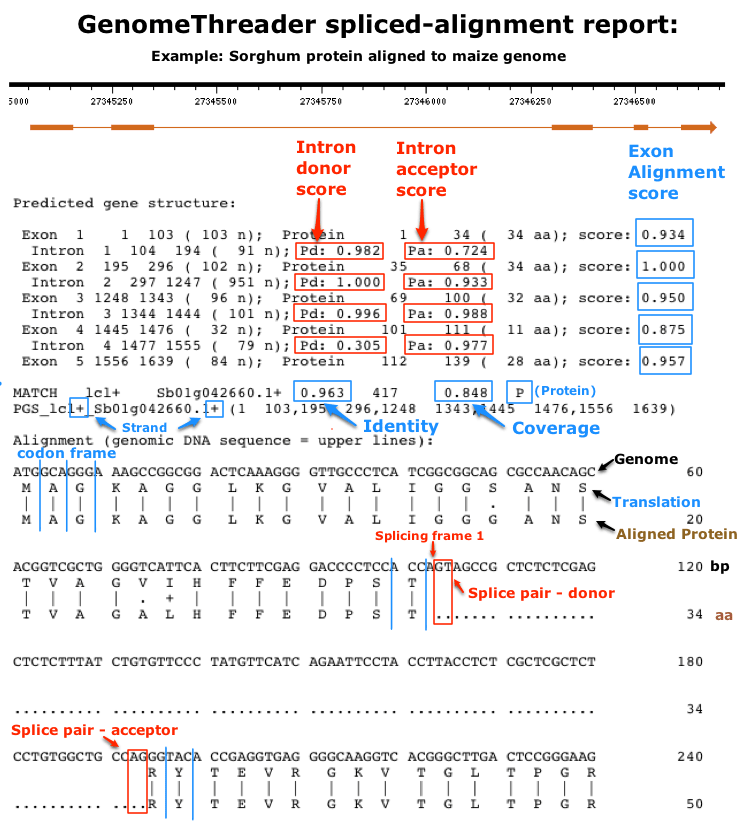 GenomeThreader spliced-alignment report:
Example: Sorghum protein aligned to maize genome
5000 27345250 27345500 27345750 27346000 27346250 27346500
Intron donor score
Intron acceptor score
Exon Alignment score
Predicted gene structure:
Exon 1 1 103 ( 103 n); Protein 1 34 ( 34 aa); score: 0.934
Intron 1 104 194 ( 91 n); Pd: 0.982 Pa: 0.724
Exon 2 195 296 ( 102 n); Protein 35 68 ( 34 aa); score: 1.000
Intron 2 297 1247 ( 951 n); Pd: 1.000 Pa: 0.933
Exon 3 1248 1343 ( 96 n); Protein 69 100 ( 32 aa); score: 0.950
Intron 3 1344 1444 ( 101 n); Pd: 0.996 Pa: 0.988
Exon 4 1445 1476 ( 32 n); Protein 101 111 ( 11 aa); score: 0.875
Intron 4 1477 1555 ( 79 n); Pd: 0.305 Pa: 0.977
Exon 5 1556 1639 ( 84 n); Protein 112 139 ( 28 aa); score: 0.957
MATCH lcl+ Sb01g042660.1+ 0.963 417 0.848 P (Protein)
PGS_lcl+_Sb01g042660.1+ (1 103,195 296,1248 1343,1445 1476,1556 1639)
Strand Identity Coverage
Alignment (genomic DNA sequence = upper lines):
codon frame
Genome
ATGGCAGGGA AAGCCGGCGG ACTCAAAGGG GTTGCCCTCA TCGGCGGCAG CGCCAACAGC 60
M A G K A G G L K G V A L I G G S A N S Translation
| | | | | | | | | | | | | | | | . | | |
M A G K A G G L K G V A L I G G G A N S 20
Aligned Protein
Splicing frame 1
ACGGTCGCTG GGGTCATTCA CTTCTTCGAG GACCCCTCCA CCAGTAGCCG CTCTCTCGAG 120 bp
T V A G V I H F F E D P S T
| | | | . + | | | | | | | |
Splice pair - donor
T V A G A L H F F E D P S T .. .......... .......... 34 aa
CTCTCTTTAT CTGTGTTCCC TATGTTCATC AGAATTCCTA CCTTACCTCT CGCTCGCTCT 180
.......... .......... .......... .......... .......... .......... 34
Splice pair - acceptor
CCTGTGGCTG CCAGGGTACA CCGAGGTGAG GGGCAAGGTC ACGGGCTTGA CTCCGGGAAG 240
R Y T E V R G K V T G L T P G R
| | | | | | | | | | | | | | | |
.......... ....R Y T E V R G K V T G L T P G R 50